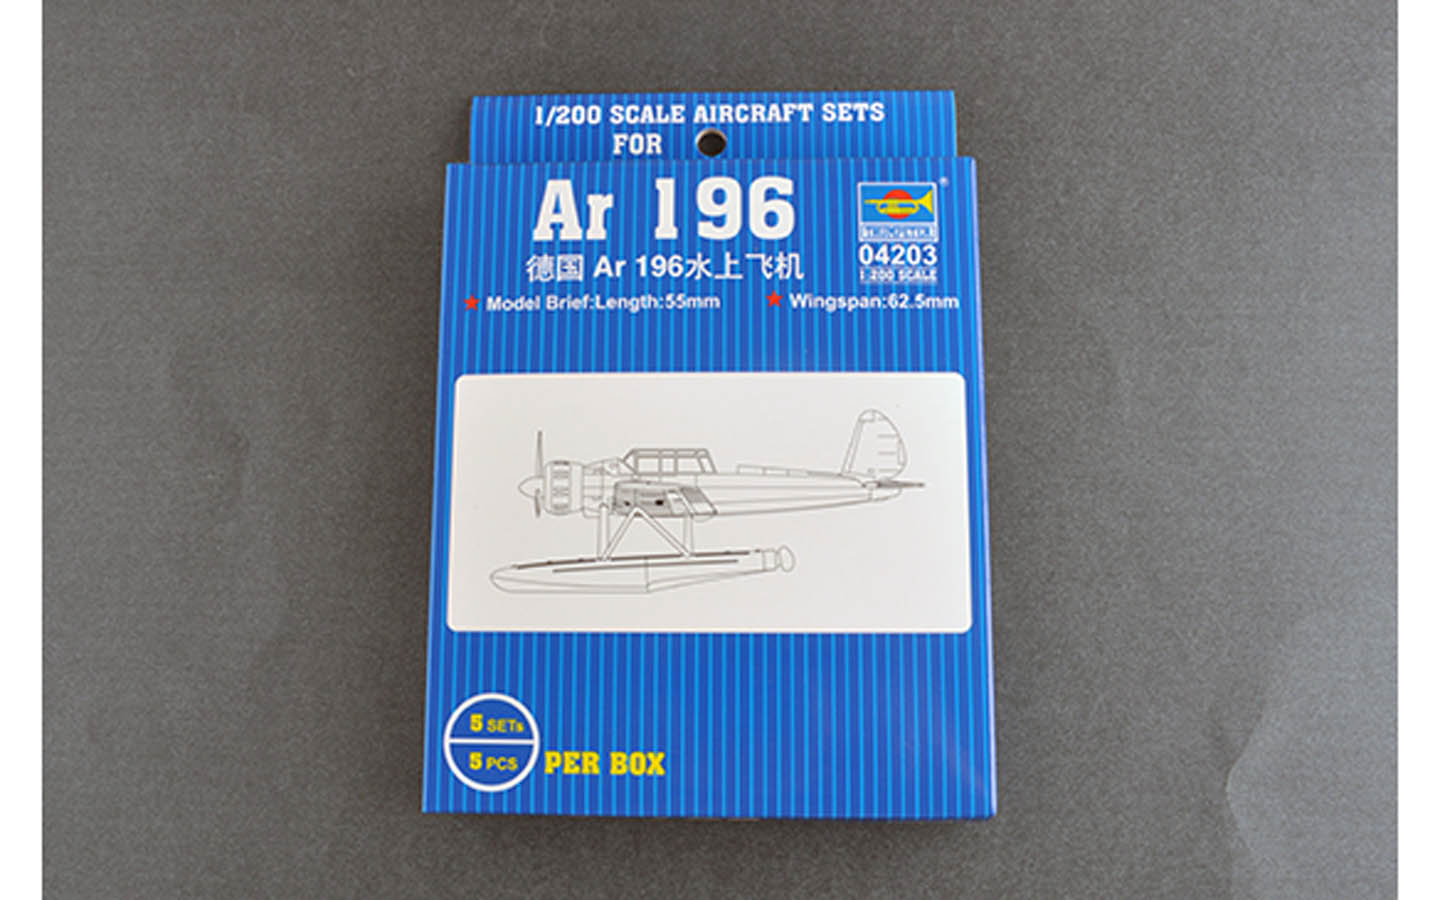 1/200 SCALE AIRCRAFT SETS
FOR
Ar 196
德国 Ar 196水上飞机
®
TRUMPETER
04203
1:200 SCALE
★ Model Brief:Length:55mm ★ Wingspan:62.5mm
5 SETs
5 PCS
PER BOX